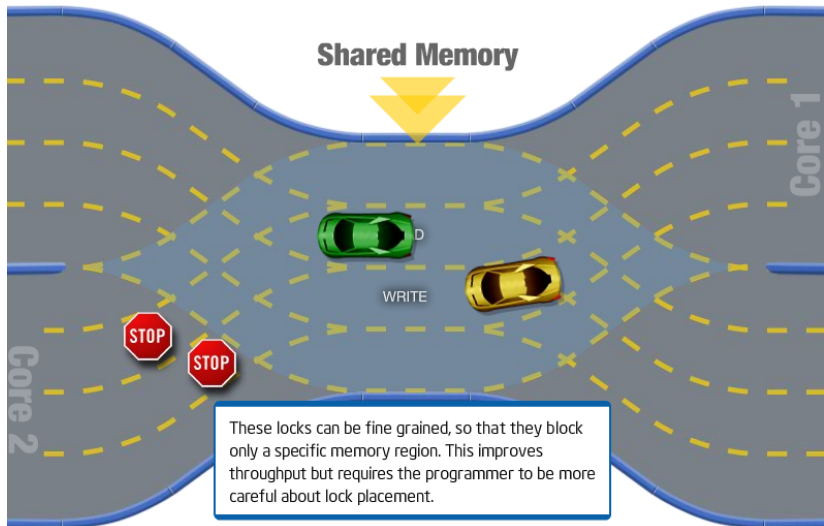 Shared Memory
Core 1
D
WRITE
STOP
STOP
Core 2
These locks can be fine grained, so that they block
only a specific memory region. This improves
throughput but requires the programmer to be more
careful about lock placement.